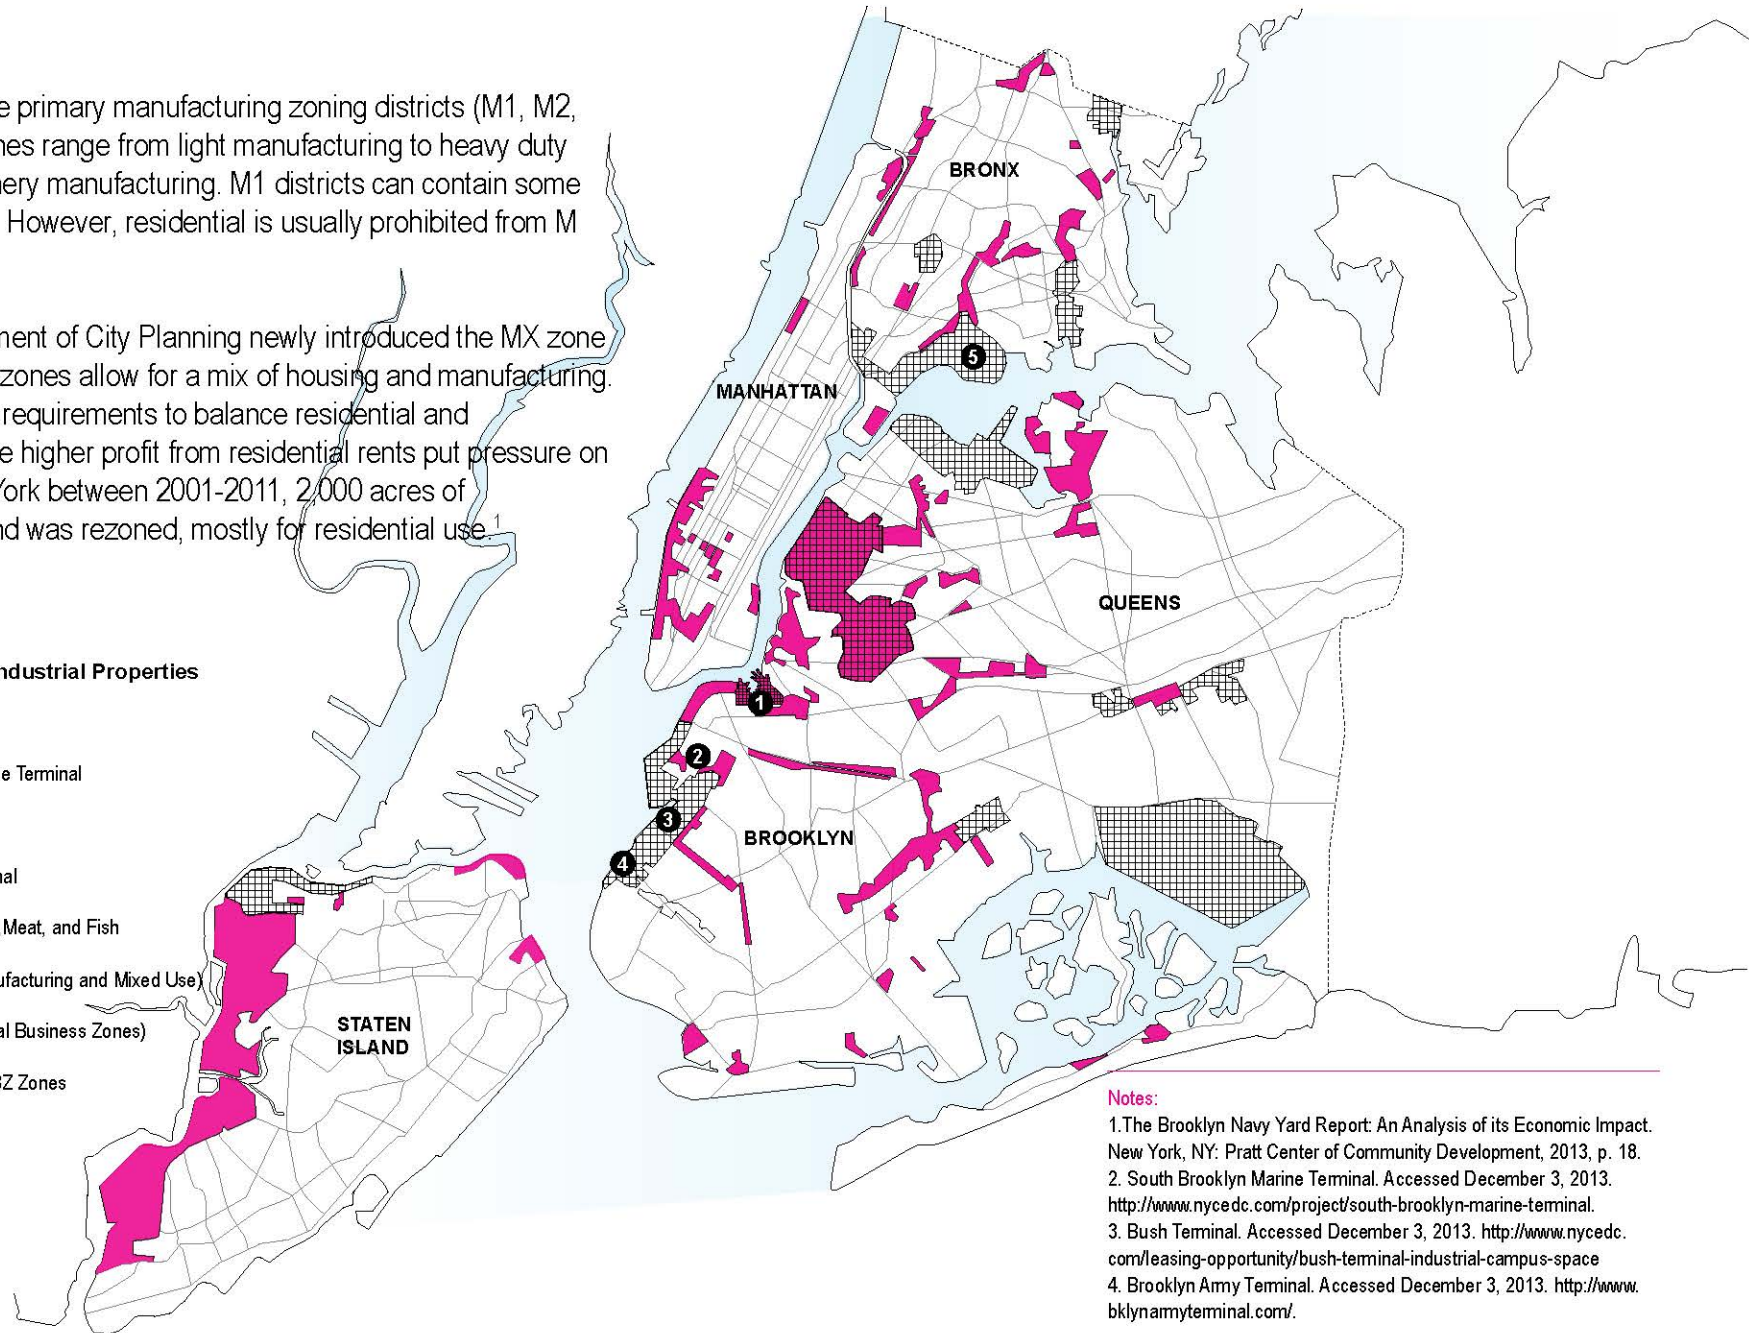 e primary manufacturing zoning districts (M1, M2,
nes range from light manufacturing to heavy duty
nery manufacturing. M1 districts can contain some
However, residential is usually prohibited from M
ment of City Planning newly introduced the MX zone
zones allow for a mix of housing and manufacturing.
requirements to balance residential and
e higher profit from residential rents put pressure on
York between 2001-2011, 2,000 acres of
nd was rezoned, mostly for residential use.1
ndustrial Properties
e Terminal
nal
Meat, and Fish
ufacturing and Mixed Use)
al Business Zones)
BZ Zones
BRONX
5
MANHATTAN
QUEENS
1
2
3
BROOKLYN
4
STATEN
ISLAND
Notes:
1.The Brooklyn Navy Yard Report: An Analysis of its Economic Impact.
New York, NY: Pratt Center of Community Development, 2013, p. 18.
2. South Brooklyn Marine Terminal. Accessed December 3, 2013.
http://www.nycedc.com/project/south-brooklyn-marine-terminal.
3. Bush Terminal. Accessed December 3, 2013. http://www.nycedc.
com/leasing-opportunity/bush-terminal-industrial-campus-space
4. Brooklyn Army Terminal. Accessed December 3, 2013. http://www.
bklynarmyterminal.com/.